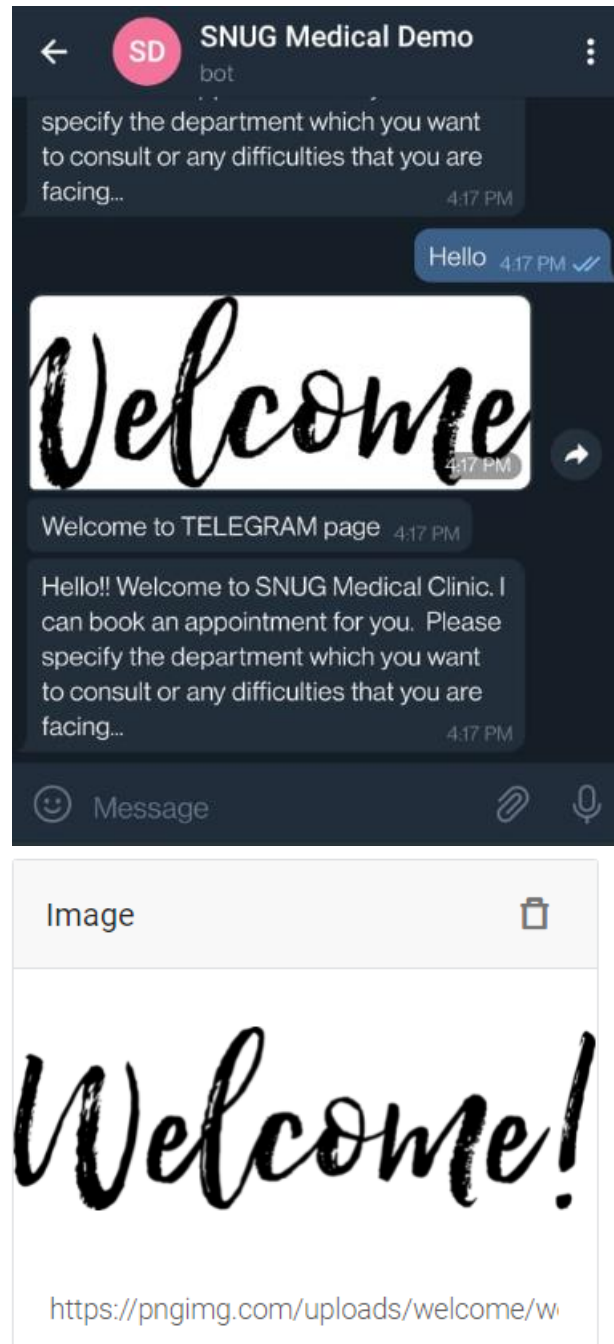 SD
SNUG Medical Demo
bot
specify the department which you want
to consult or any difficulties that you are
facing...
4:17 PM
Hello 4:17 PM
Welcome
4:17 PM
Welcome to TELEGRAM page 4:17 PM
Hello!! Welcome to SNUG Medical Clinic. I
can book an appointment for you. Please
specify the department which you want
to consult or any difficulties that you are
facing...
4:17 PM
Message
Image
Welcome!
https://pngimg.com/uploads/welcome/w